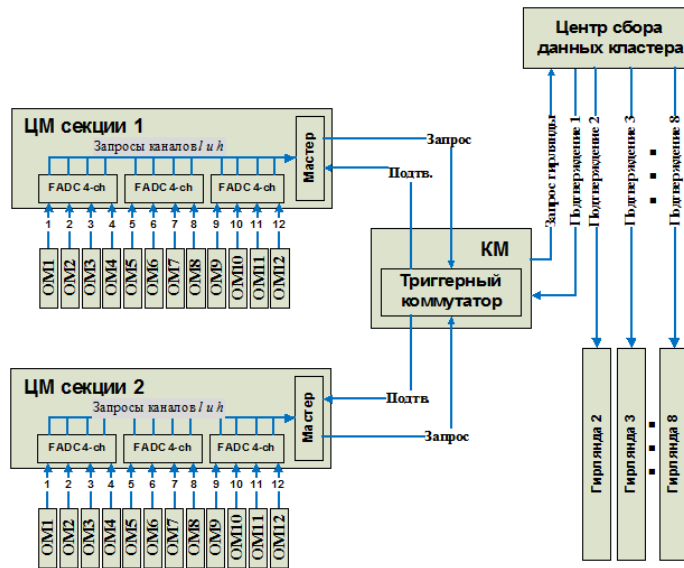 Центр сбора
данных кластера
Запрос гирлянды
Подтверждение 1
Подтверждение 2
Подтверждение 3
Подтверждение 8
ЦМ секции 1
Запросы каналов l и h
Мастер
FADC 4-ch
FADC 4-ch
FADC 4-ch
1 2 3 4 5 6 7 8 9 10 11 12
ОМ1
ОМ2
ОМ3
ОМ4
ОМ5
ОМ6
ОМ7
ОМ8
ОМ9
ОМ10
ОМ11
ОМ12
Запрос
Подтв.
КМ
Триггерный
коммутатор
Подтв.
Запрос
ЦМ секции 2
Запросы каналов l и h
Мастер
FADC 4-ch
FADC 4-ch
FADC 4-ch
1 2 3 4 5 6 7 8 9 10 11 12
ОМ1
ОМ2
ОМ3
ОМ4
ОМ5
ОМ6
ОМ7
ОМ8
ОМ9
ОМ10
ОМ11
ОМ12
Гирлянда 2
Гирлянда 3
Гирлянда 8